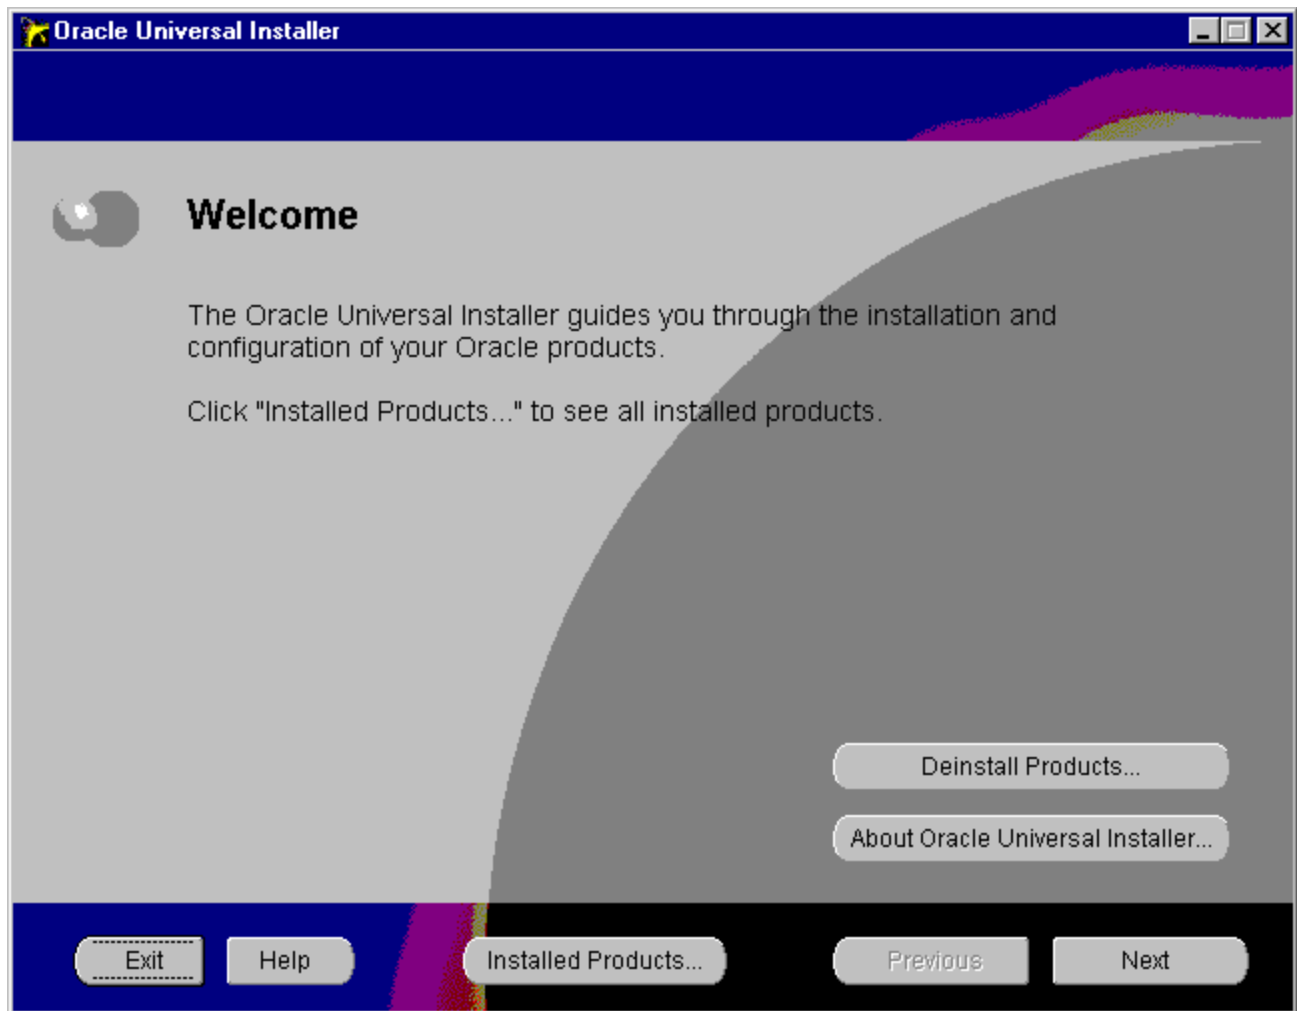 Oracle Universal Installer
Welcome
The Oracle Universal Installer guides you through the installation and
configuration of your Oracle products.
Click "Installed Products..." to see all installed products.
Deinstall Products...
About Oracle Universal Installer...
Exit
Help
Installed Products...
Previous
Next